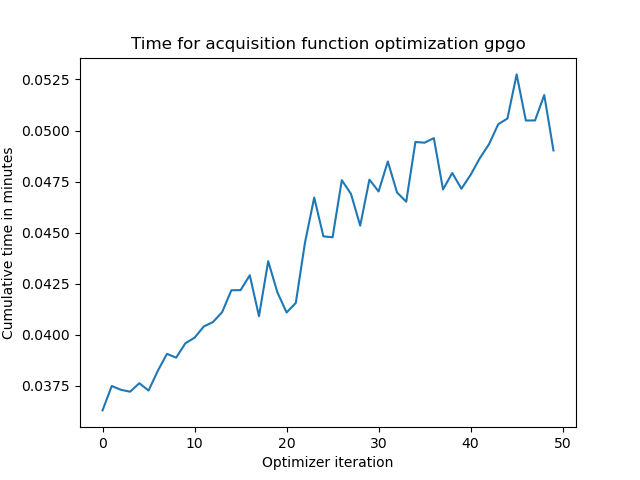 Time for acquisition function optimization gpgo
Cumulative time in minutes
0.0525
0.0500
0.0475
0.0450
0.0425
0.0400
0.0375
0 10 20 30 40 50
Optimizer iteration